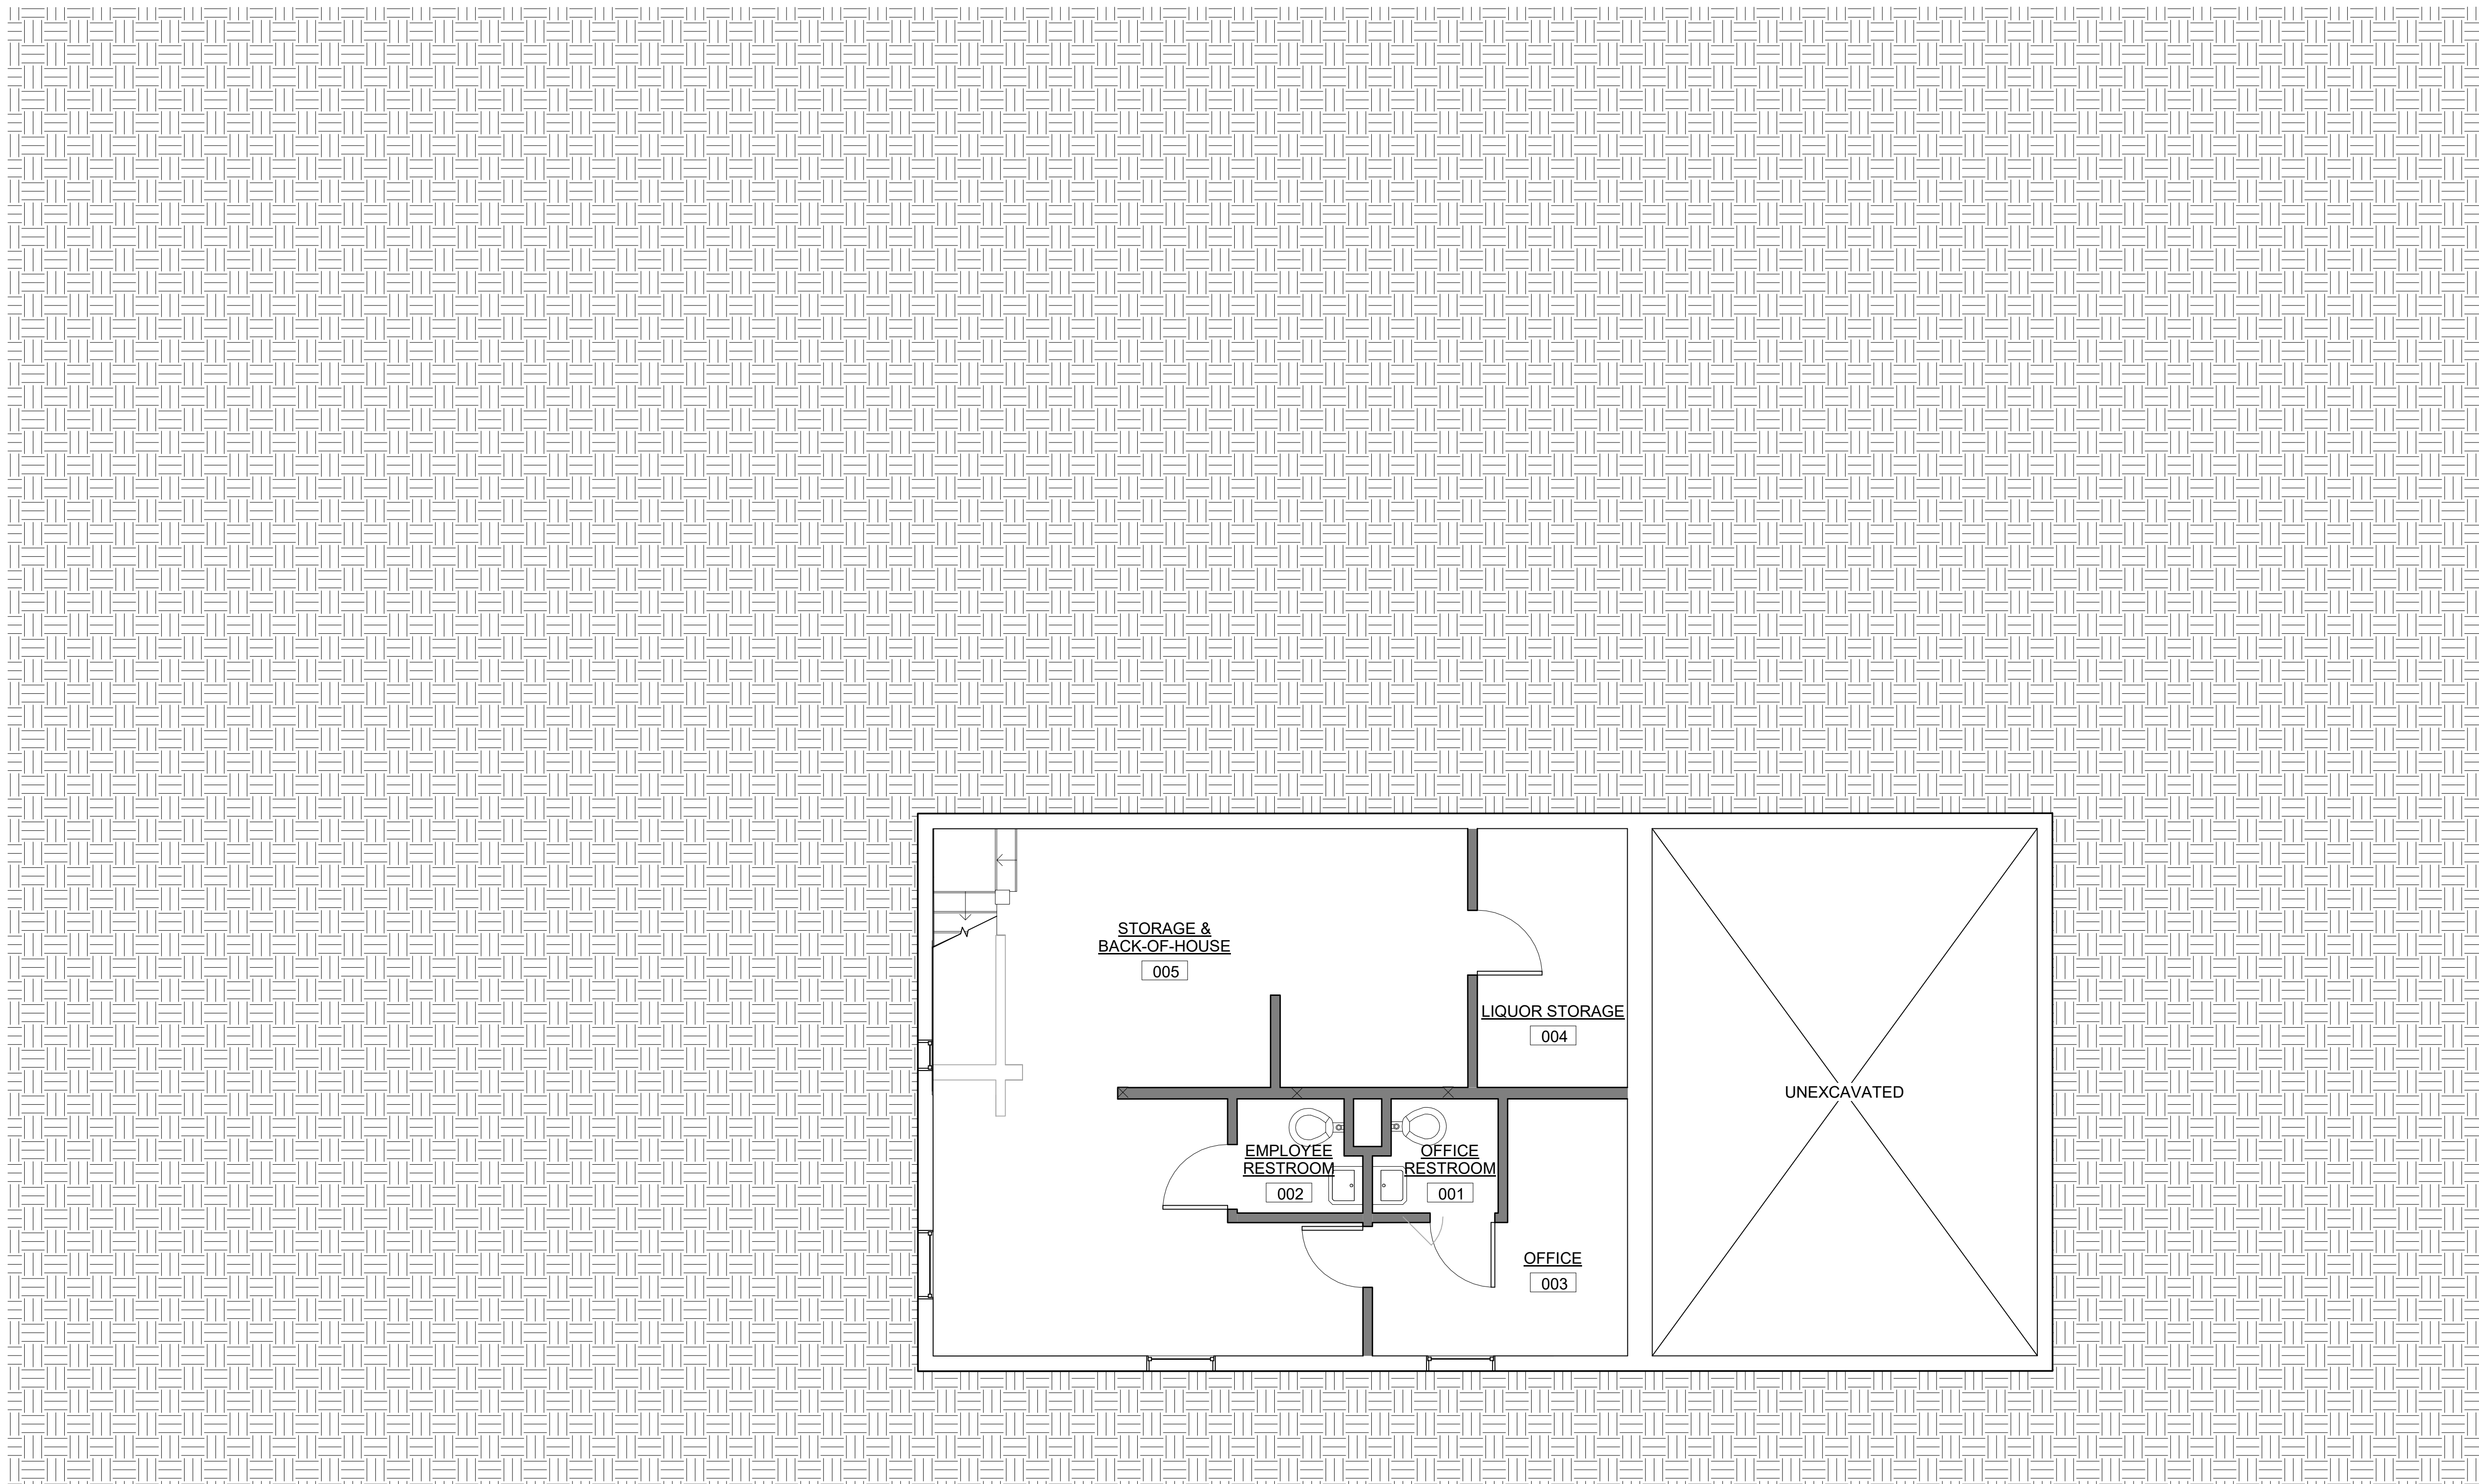 STORAGE &
BACK-OF-HOUSE
005
LIQUOR STORAGE
004
UNEXCAVATED
EMPLOYEE
RESTROOM
002
OFFICE
RESTROOM
001
OFFICE
003